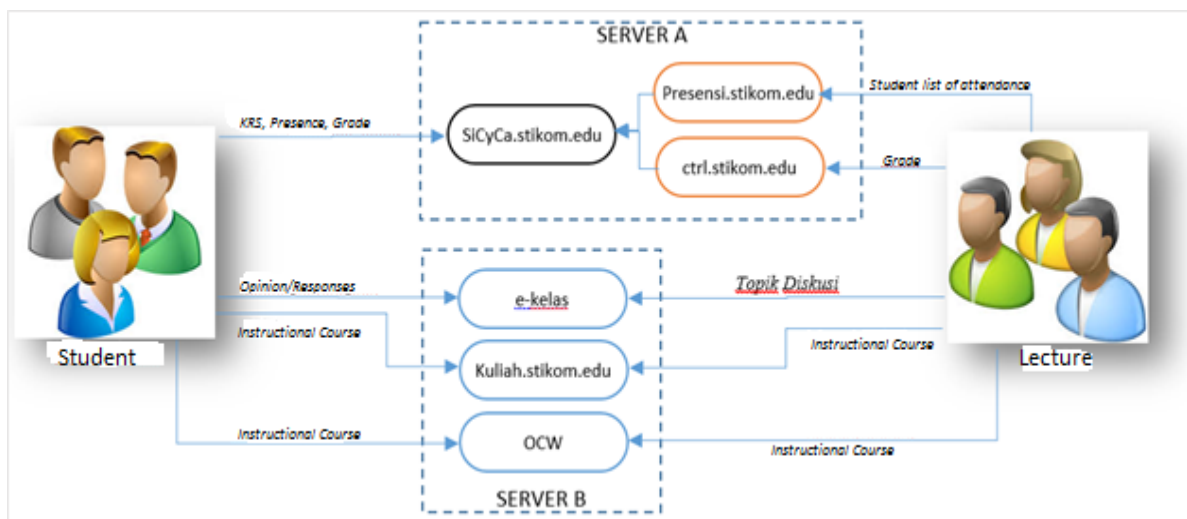 SERVER A
Presensi.stikom.edu
Student list of attendance
KRS, Presence, Grade
SiCyCa.stikom.edu
ctrl.stikom.edu
Grade
Opinion/Responses
e-kelas
Topik Diskusi
Instructional Course
Instructional Course
Student
Kuliah.stikom.edu
Lecture
Instructional Course
OCW
Instructional Course
SERVER B